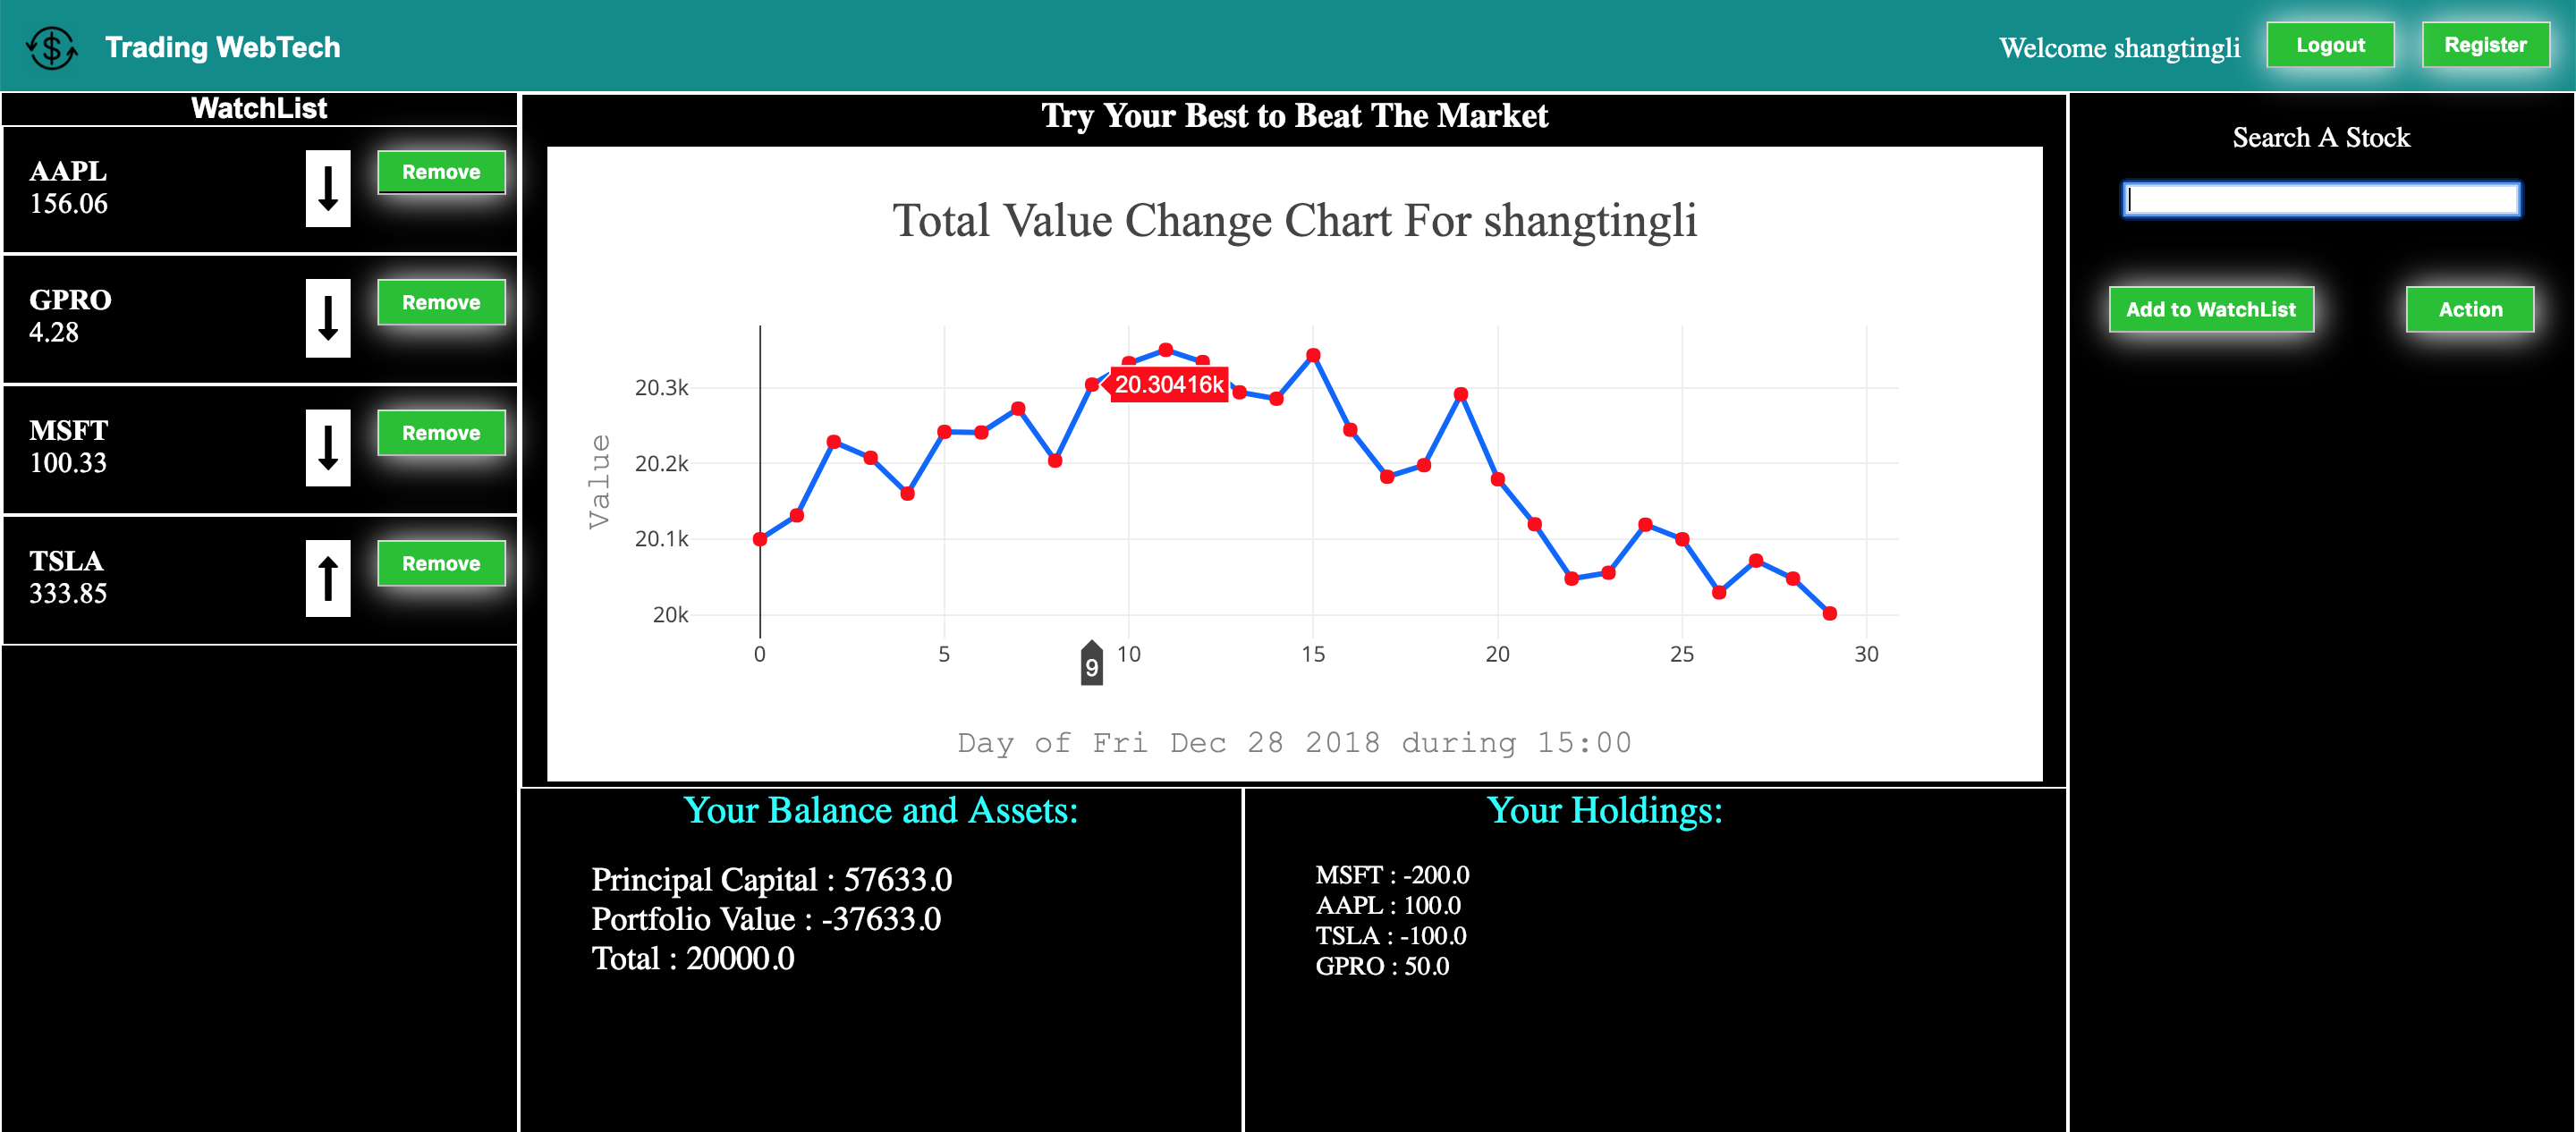 Trading WebTech
Welcome shangtingli
Logout
Register
WatchList
AAPL
156.06
Remove
GPRO
4.28
Remove
MSFT
100.33
Remove
TSLA
333.85
Remove
Try Your Best to Beat The Market
Total Value Change Chart For shangtingli
Value
20.3k
20.2k
20.1k
20k
20.30416k
0
5
9
10
15
20
25
30
Day of Fri Dec 28 2018 during 15:00
Your Balance and Assets:
Principal Capital : 57633.0
Portfolio Value : -37633.0
Total : 20000.0
Your Holdings:
MSFT : -200.0
AAPL : 100.0
TSLA : -100.0
GPRO : 50.0
Search A Stock
Add to WatchList
Action